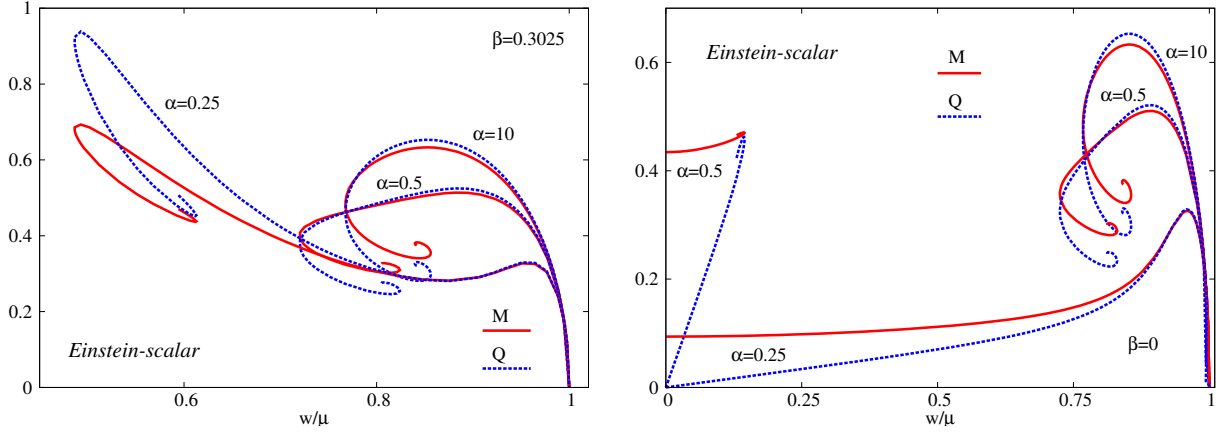 1
0.8
0.6
0.4
0.2
0
0.6
0.8
1
w/μ
β=0.3025
Einstein-scalar
α=0.25
α=10
α=0.5
M
Q
Einstein-scalar
0.6
0.4
0.2
0
0
0.25
0.5
0.75
1
w/μ
Einstein-scalar
M
Q
α=10
α=0.5
α=0.5
α=0.25
β=0